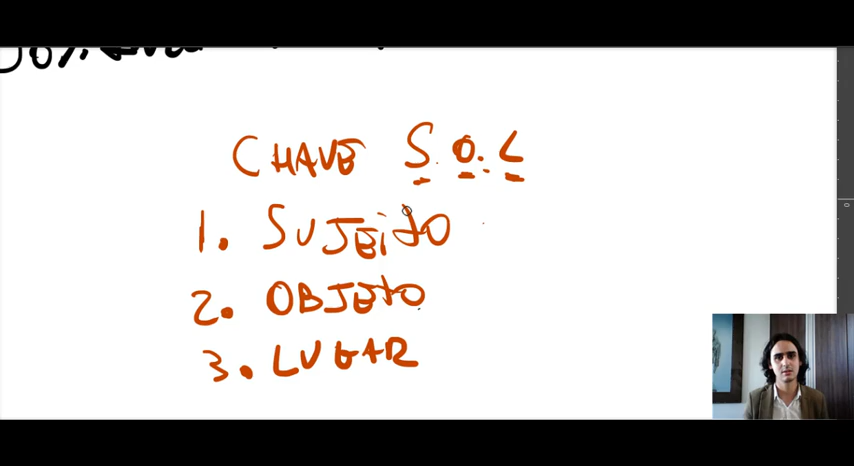 CHAVE S.O.L
1. SUJEITO
2. OBJETO
3. LUGAR